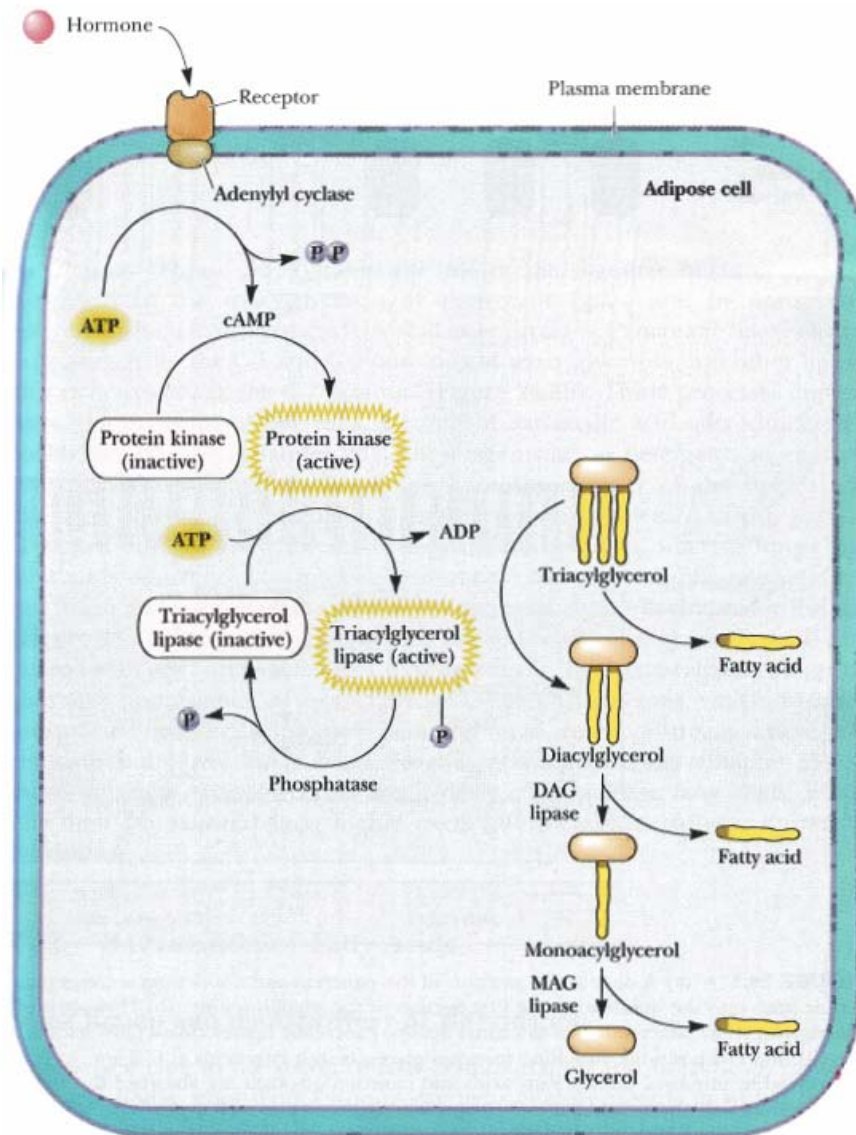 Hormone
Receptor
Plasma membrane
Adenylyl cyclase
Adipose cell
P P
ATP
cAMP
Protein kinase
(inactive)
Protein kinase
(active)
ATP
ADP
Triacylglycerol
lipase (inactive)
Triacylglycerol
lipase (active)
P
P
Phosphatase
Triacylglycerol
Fatty acid
Diacylglycerol
DAG
lipase
Fatty acid
Monoacylglycerol
MAG
lipase
Fatty acid
Glycerol